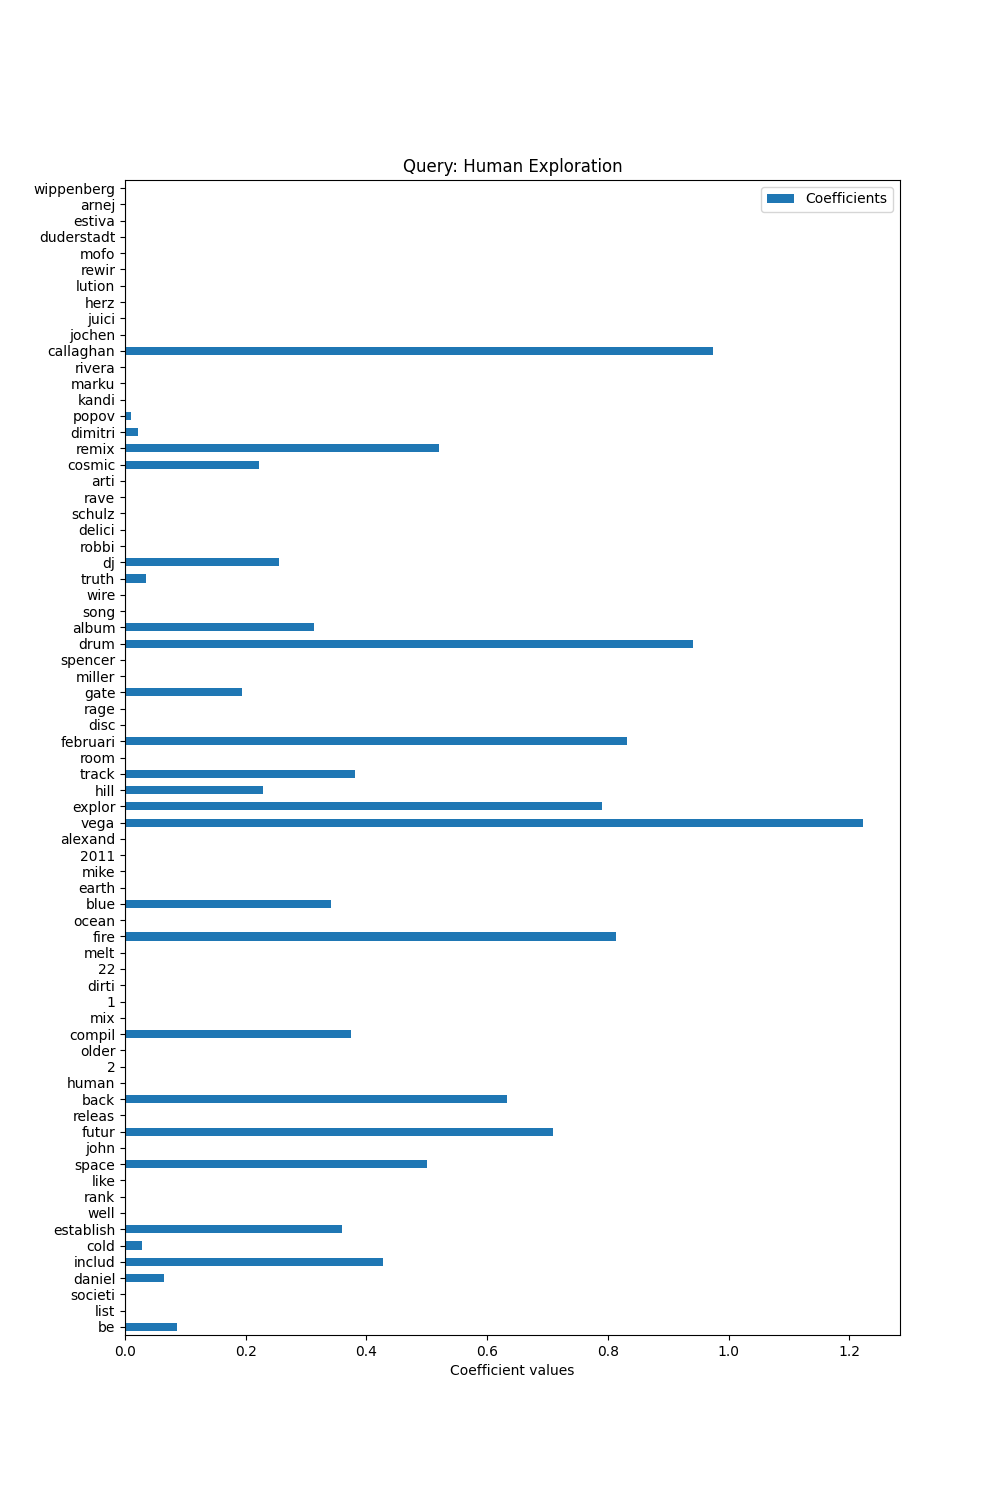 Query: Human Exploration
Coefficients
wippenberg
arnej
estiva
duderstadt
mofo
rewir
lution
herz
juici
jochen
callaghan
rivera
marku
kandi
popov
dimitri
remix
cosmic
arti
rave
schulz
delici
robbi
dj
truth
wire
song
album
drum
spencer
miller
gate
rage
disc
februari
room
track
hill
explor
vega
alexand
2011
mike
earth
blue
ocean
fire
melt
22
dirti
1
mix
compil
older
2
human
back
releas
futur
john
space
like
rank
well
establish
cold
includ
daniel
societi
list
be
0.0 0.2 0.4 0.6 0.8 1.0 1.2
Coefficient values